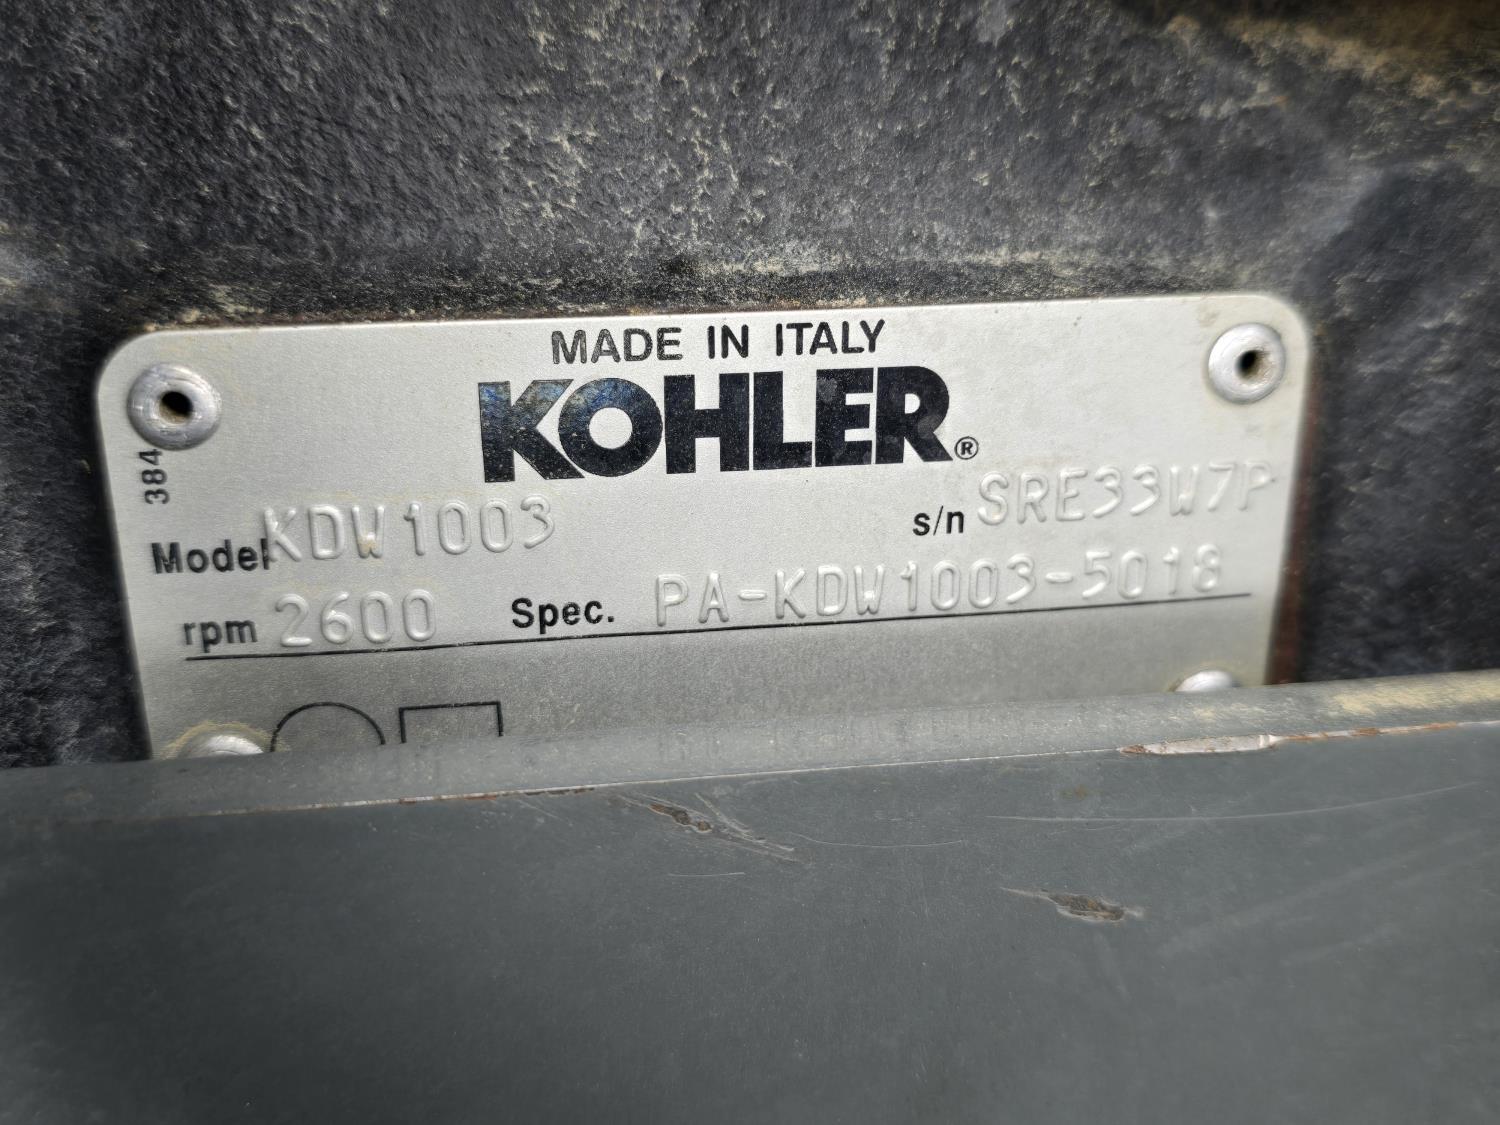 MADE IN ITALY
KOHLER®
384
Model KDW1003 s/n SRE33W7P
rpm 2600 Spec. PA-KDW1003-5018